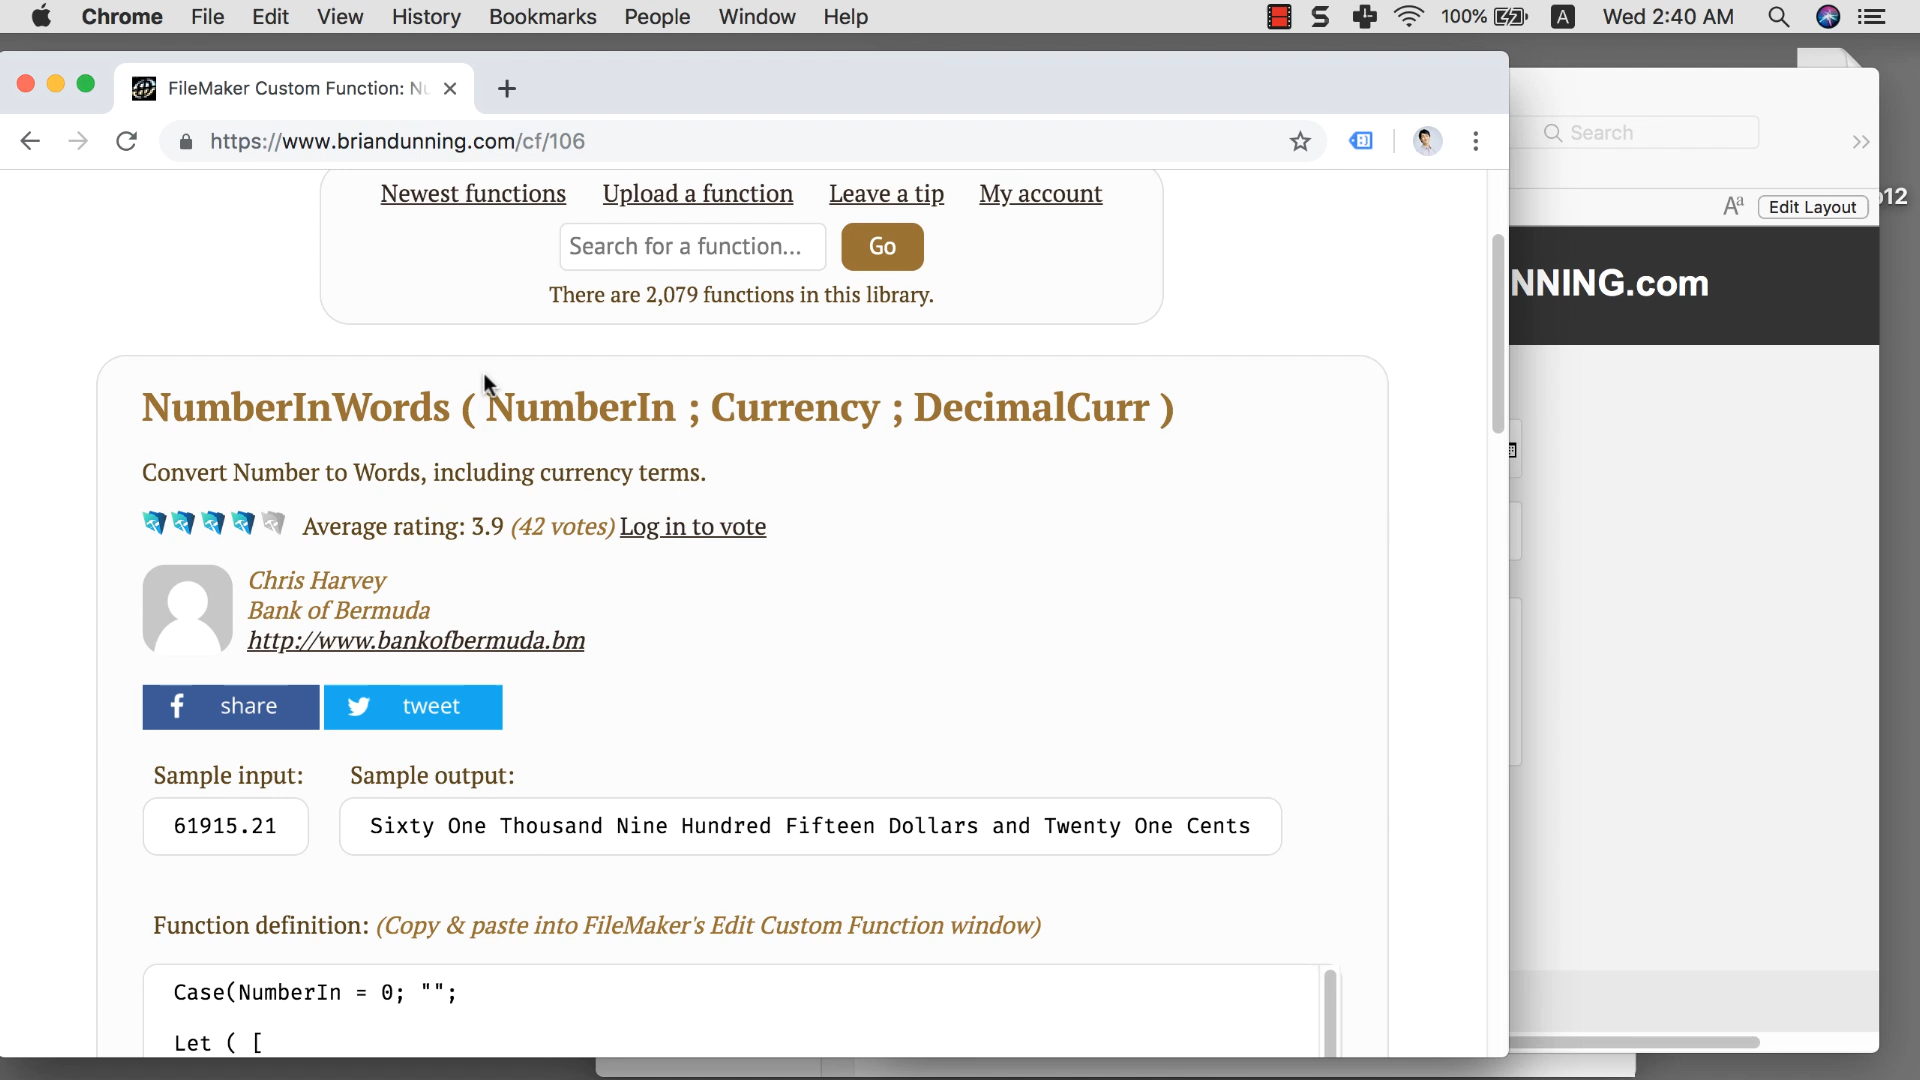 Chrome File Edit View History Bookmarks People Window Help
S 100% A Wed 2:40 AM
FileMaker Custom Function: Nu
https://www.briandunning.com/cf/106
Search
Aa Edit Layout
12
NNING.com
Newest functions Upload a function Leave a tip My account
Search for a function... Go
There are 2,079 functions in this library.
NumberInWords ( NumberIn ; Currency ; DecimalCurr )
Convert Number to Words, including currency terms.
Average rating: 3.9 (42 votes) Log in to vote
Chris Harvey
Bank of Bermuda
http://www.bankofbermuda.bm
share tweet
Sample input: Sample output:
61915.21 Sixty One Thousand Nine Hundred Fifteen Dollars and Twenty One Cents
Function definition: (Copy & paste into FileMaker's Edit Custom Function window)
Case(NumberIn = 0; "";
Let ( [